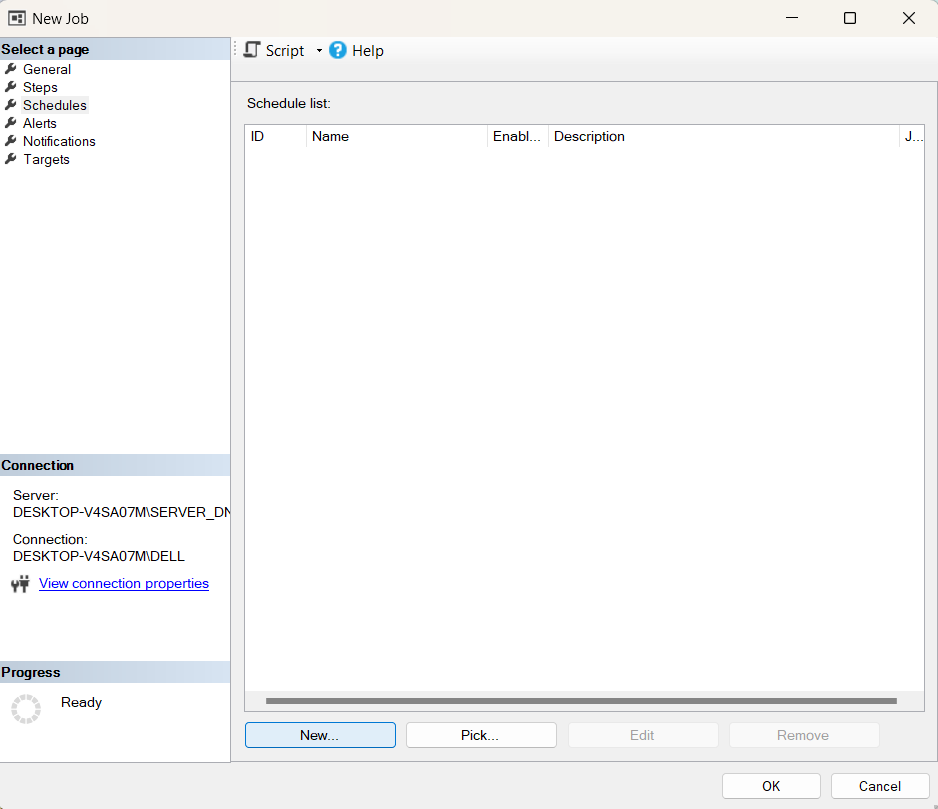 New Job
Select a page
General
Steps
Schedules
Alerts
Notifications
Targets
Script
Help
Schedule list:
ID Name Enabl... Description J...
Connection
Server:
DESKTOP-V4SA07M\SERVER_DN
Connection:
DESKTOP-V4SA07M\DELL
View connection properties
Progress
Ready
New... Pick... Edit Remove
OK Cancel